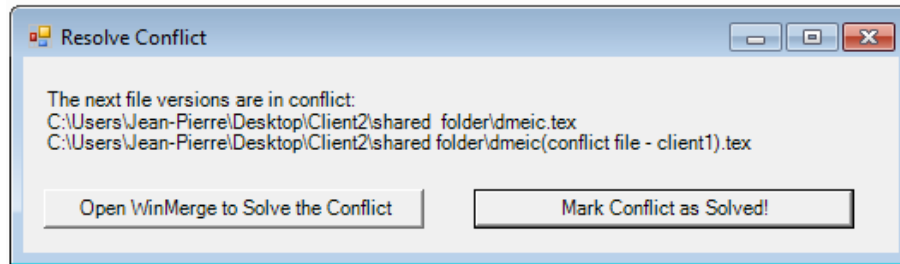 Resolve Conflict
The next file versions are in conflict:
C:\Users\Jean-Pierre\Desktop\Client2\shared  folder\dmeic.tex
C:\Users\Jean-Pierre\Desktop\Client2\shared folder\dmeic(conflict file - client1).tex
Open WinMerge to Solve the Conflict
Mark Conflict as Solved!